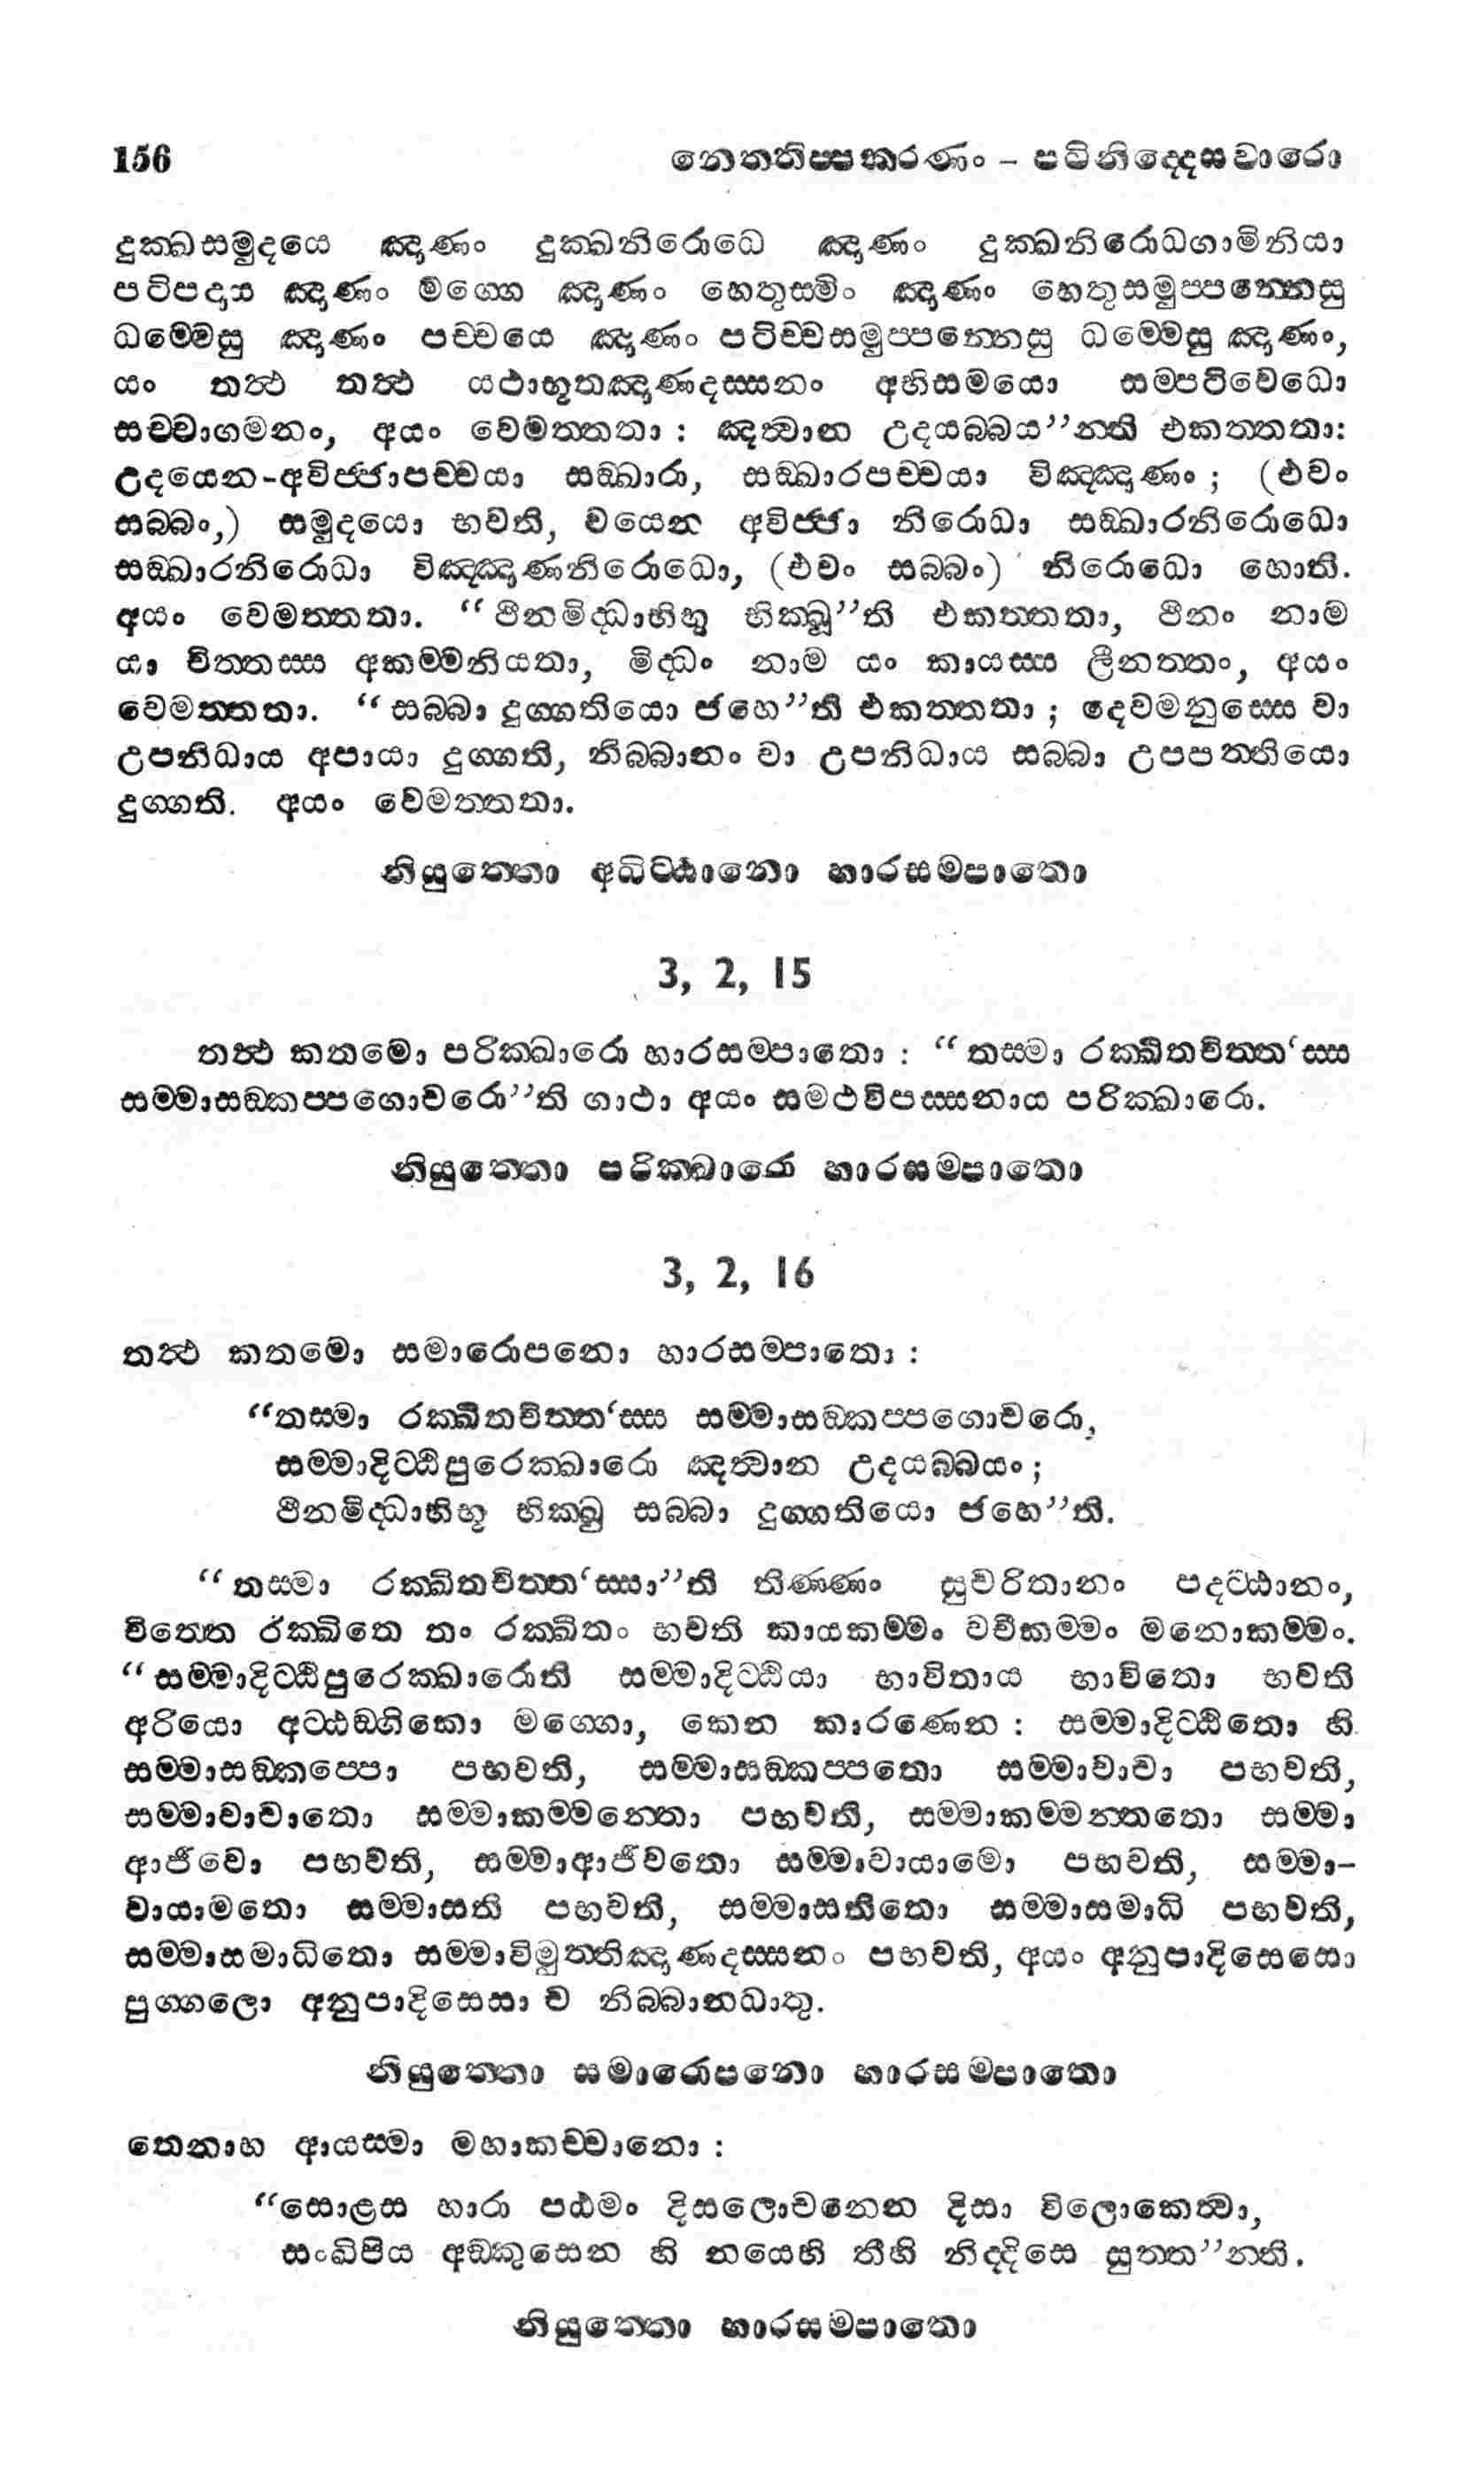 156 නෙත්තිප්පකරණං - පටිනිද්දෙසවාරො
දුක්ඛසමුදයෙ ඤාණං දුක්ඛනිරොධෙ ඤාණං දුක්ඛනිරොධගාමිනියා
පටිපදාය ඤාණං මග්ගෙ ඤාණං හෙතුස්මිං ඤාණං හෙතුසමුප්පන්නෙසු
ධම්මෙසු ඤාණං පච්චයෙ ඤාණං පටිච්චසමුප්පන්නෙසු ධම්මෙසු ඤාණං,
යං තත්ථ තත්ථ යථාභූතඤාණදස්සනං අභිසමයො සම්පටිවෙධො
සච්චාගමනං, අයං වෙමත්තතා : ඤත්වාන උදයබ්බය”න්ති එකත්තතා:
උදයෙන-අවිජ්ජාපච්චයා සඞ්ඛාරා, සඞ්ඛාරපච්චයා විඤ්ඤාණං ; (එවං
සබ්බං,) සමුදයො භවති, වයෙන අවිජ්ජා නිරොධා සඞ්ඛාරනිරොධො
සඞ්ඛාරනිරොධා විඤ්ඤාණනිරොධො, (එවං සබ්බං) නිරොධො හොති.
අයං වෙමත්තතා. “ථීනමිද්ධාභිභූ භික්ඛූ”ති එකත්තතා, ථීනං නාම
යා චිත්තස්ස අකම්මනියතා, මිද්ධං නාම යං කායස්ස ලීනත්තං, අයං
වෙමත්තතා. “සබ්බා දුග්ගතියො ජහෙ”ති එකත්තතා ; දෙවමනුස්සෙ වා
උපනිධාය අපායා දුග්ගති, නිබ්බානං වා උපනිධාය සබ්බා උපපත්තියො
දුග්ගති. අයං වෙමත්තතා.
නියුත්තො අධිට්ඨානො හාරසම්පාතො
3, 2, 15
තත්ථ කතමො පරික්ඛාරො හාරසම්පාතො : “තස්මා රක්ඛිතචිත්ත‘ස්ස
සම්මාසඞ්කප්පගොචරො”ති ගාථා අයං සමථවිපස්සනාය පරික්ඛාරො.
නියුත්තො පරික්ඛාරො හාරසම්පාතො
3, 2, 16
තත්ථ කතමො සමාරොපනො හාරසම්පාතො :
“තස්මා රක්ඛිතචිත්ත‘ස්ස සම්මාසඞ්කප්පගොචරො,
සම්මාදිට්ඨිපුරෙක්ඛාරො ඤත්වාන උදයබ්බයං ;
ථීනමිද්ධාභිභූ භික්ඛු සබ්බා දුග්ගතියො ජහෙ”ති.
“තස්මා රක්ඛිතචිත්ත‘ස්සා”ති තිණ්ණං සුචරිතානං පදට්ඨානං,
චිත්තෙ රක්ඛිතෙ තං රක්ඛිතං භවති කායකම්මං වචීකම්මං මනොකම්මං.
“සම්මාදිට්ඨිපුරෙක්ඛාරොති සම්මාදිට්ඨියා භාවිතාය භාවිතො භවති
අරියො අට්ඨඞ්ගිකො මග්ගො, කෙන කාරණෙන : සම්මාදිට්ඨිතො හි
සම්මාසඞ්කප්පො පභවති, සම්මාසඞ්කප්පතො සම්මාවාචා පභවති,
සම්මාවාචාතො සම්මාකම්මන්තො පභවති, සම්මාකම්මන්තතො සම්මා
ආජීවො පභවති, සම්මාආජීවතො සම්මාවායාමො පභවති, සම්මා-
වායාමතො සම්මාසති පභවති, සම්මාසතිතො සම්මාසමාධි පභවති,
සම්මාසමාධිතො සම්මාවිමුත්තිඤාණදස්සනං පභවති, අයං අනුපාදිසෙසො
පුග්ගලො අනුපාදිසෙසා ච නිබ්බානධාතු.
නියුත්තො සමාරොපනො හාරසම්පාතො
තෙනාහ ආයස්මා මහාකච්චානො :
“සොළස හාරා පඨමං දිසලොචනෙන දිසා විලොකෙත්වා,
සංඛිපිය අඞ්කුසෙන හි නයෙහි තීහි නිද්දිසෙ සුත්ත”න්ති.
නියුත්තො හාරසම්පාතො